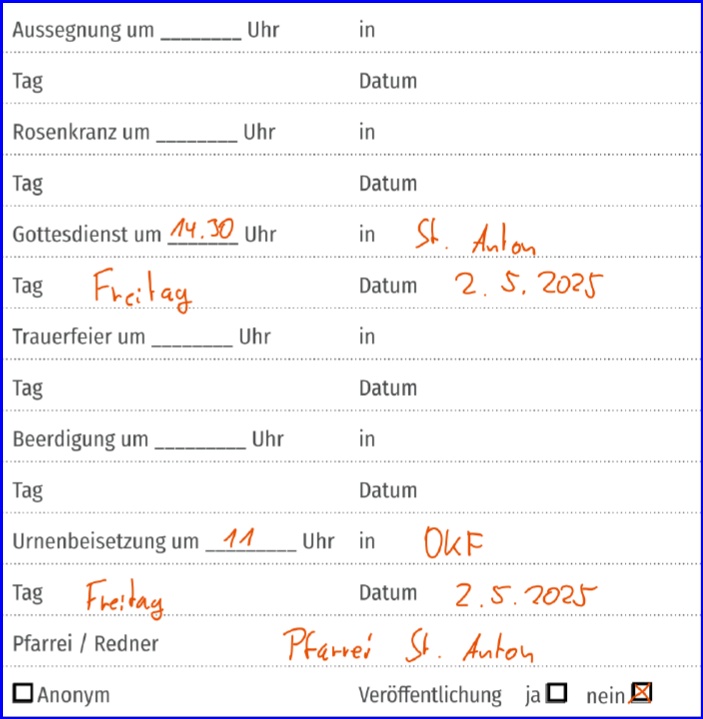 Aussegnung um ________ Uhr in
Tag Datum
Rosenkranz um ________ Uhr in
Tag Datum
Gottesdienst um 14.30 Uhr in St. Anton
Tag Freitag Datum 2.5.2025
Trauerfeier um ________ Uhr in
Tag Datum
Beerdigung um _________ Uhr in
Tag Datum
Urnenbeisetzung um 11 Uhr in OKF
Tag Freitag Datum 2.5.2025
Pfarrei / Redner Pfarrei St. Anton
☐ Anonym Veröffentlichung ja ☐ nein ☒